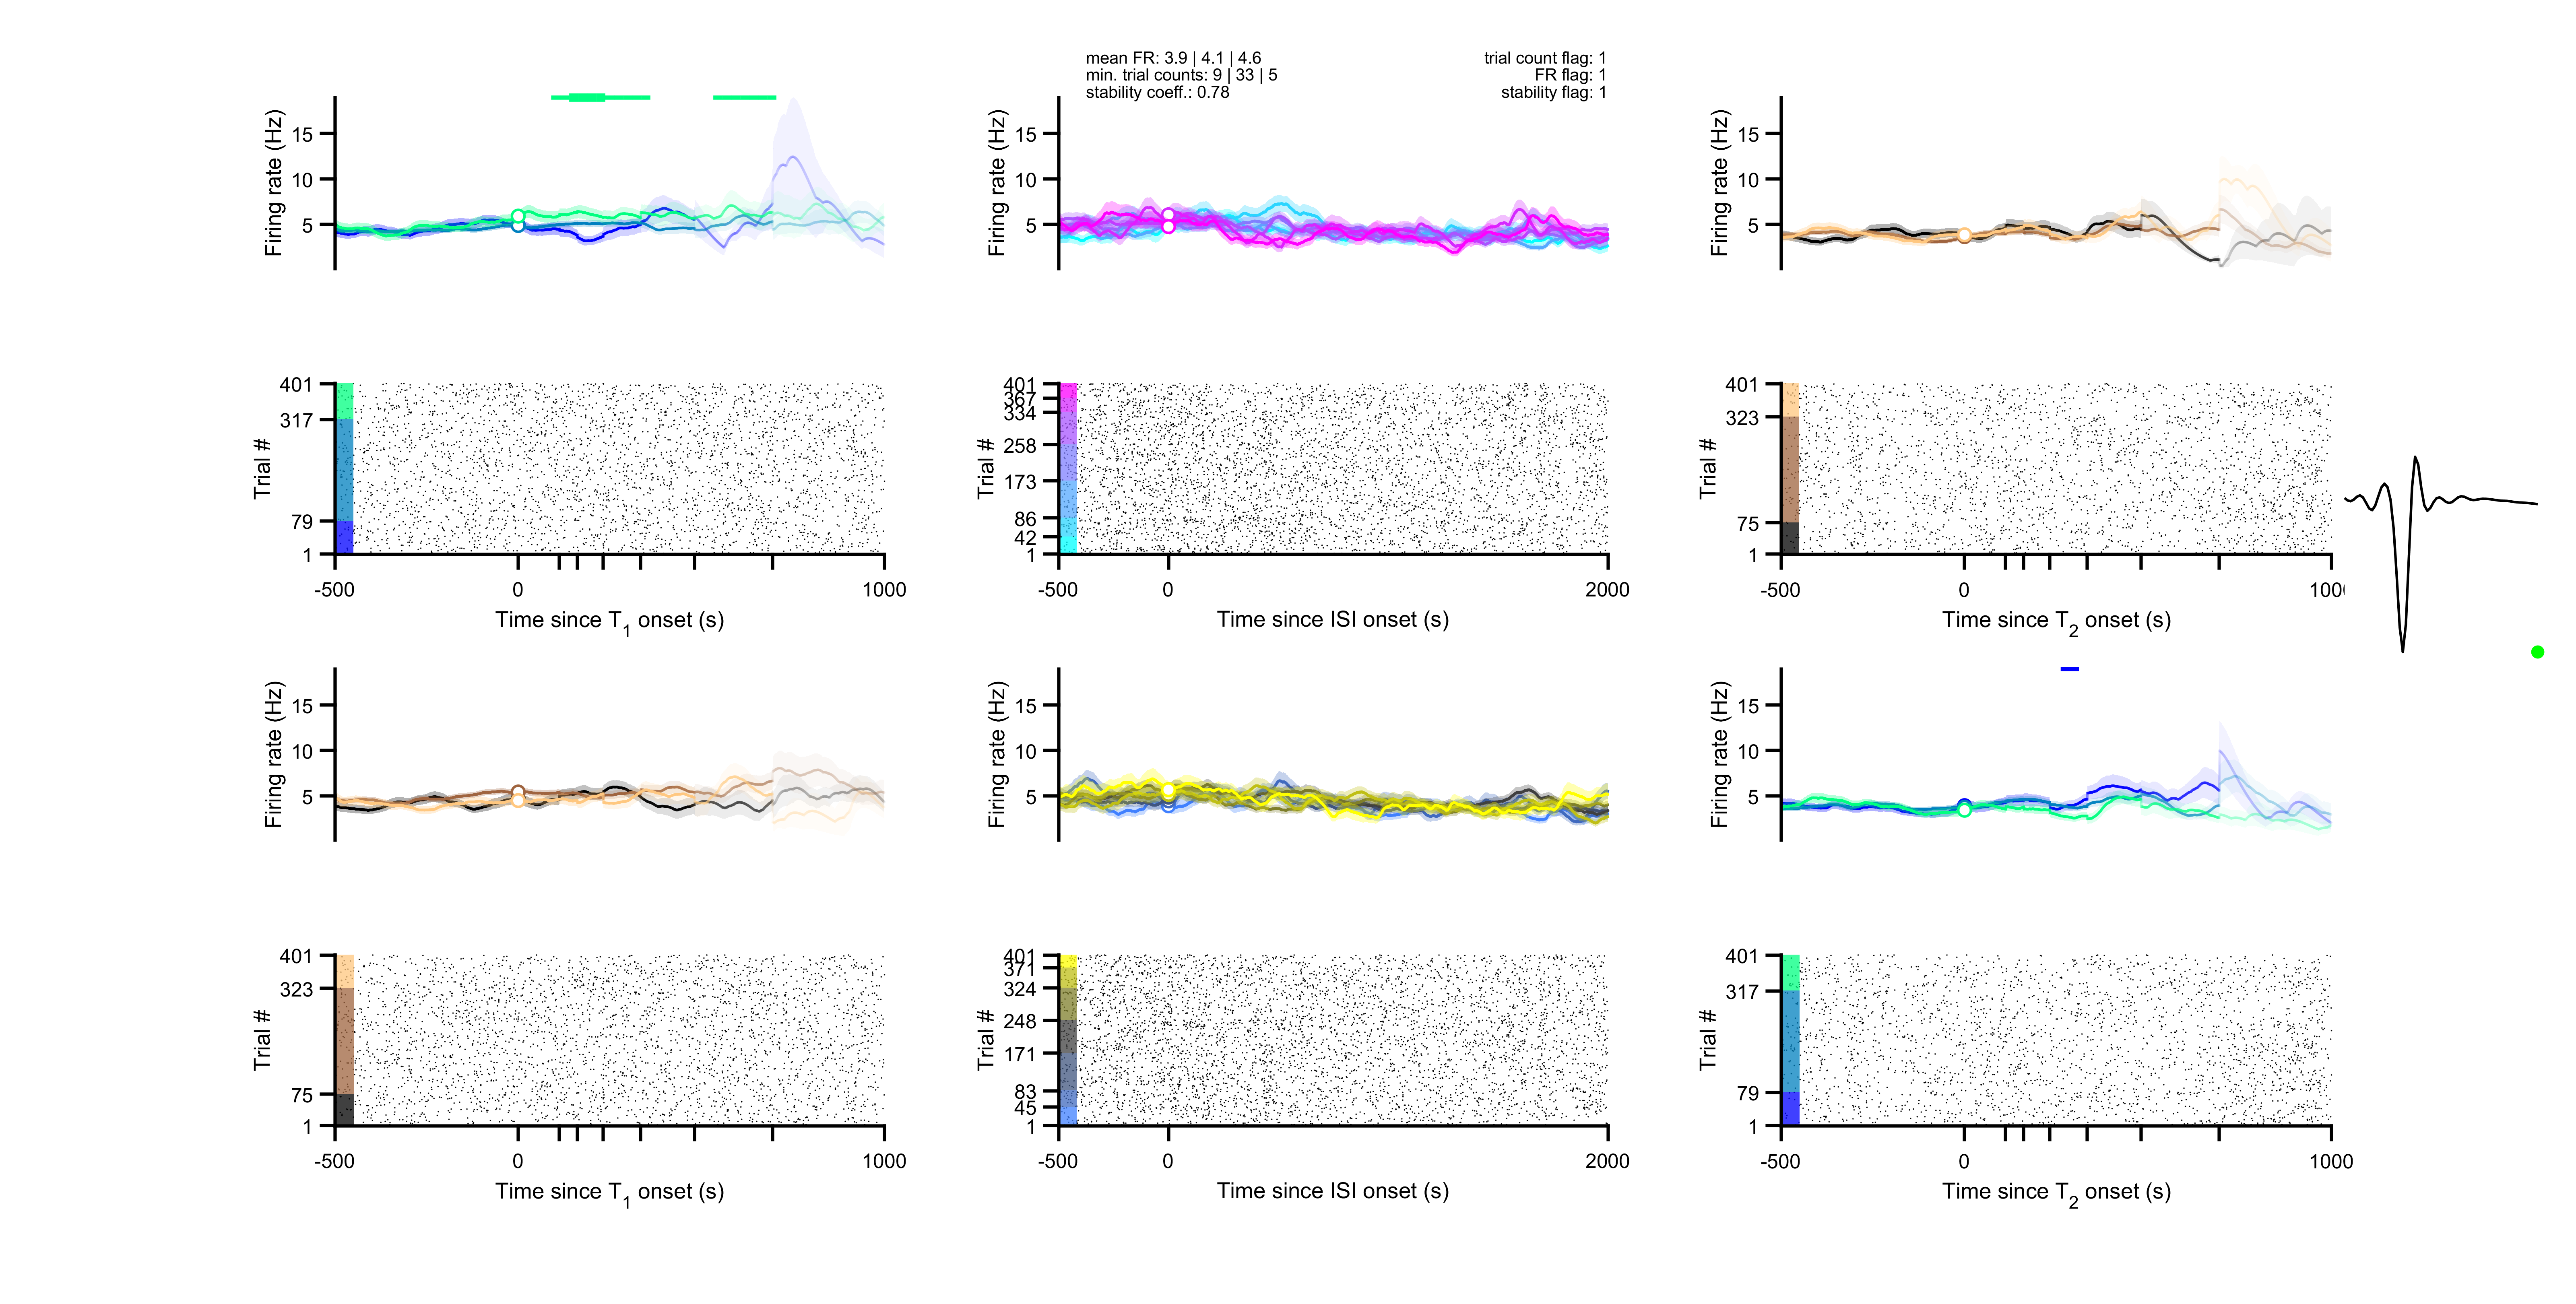 mean FR: 3.9 | 4.1 | 4.6
min. trial counts: 9 | 33 | 5
stability coeff.: 0.78
trial count flag: 1
FR flag: 1
stability flag: 1
Firing rate (Hz)
15
10
5
Firing rate (Hz)
15
10
5
Firing rate (Hz)
15
10
5
Trial #
401
317
79
1
-500
0
1000
Time since T1 onset (s)
Trial #
401
367
334
258
173
86
42
1
-500
0
2000
Time since ISI onset (s)
Trial #
401
323
75
1
-500
0
Time since T2 onset (s)
Firing rate (Hz)
15
10
5
Firing rate (Hz)
15
10
5
Firing rate (Hz)
15
10
5
Trial #
401
323
75
1
-500
0
1000
Time since T1 onset (s)
Trial #
401
371
324
248
171
83
45
1
-500
0
2000
Time since ISI onset (s)
Trial #
401
317
79
1
-500
0
1000
Time since T2 onset (s)